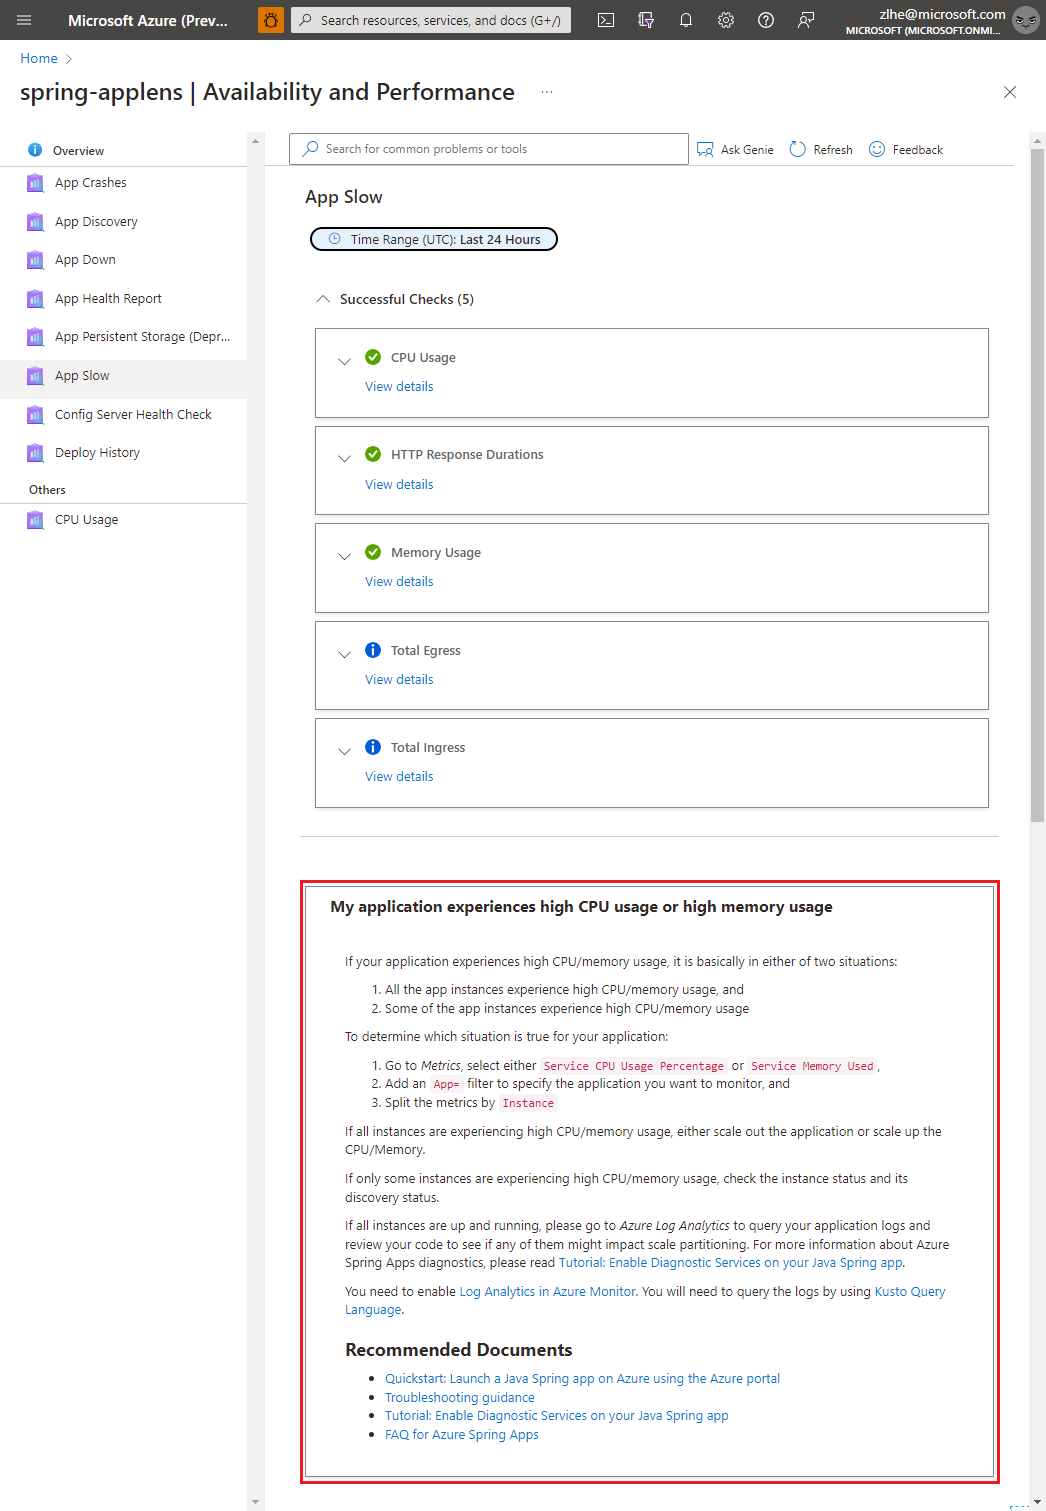 Microsoft Azure (Prev...
Search resources, services, and docs (G+/)
zlhe@microsoft.com
MICROSOFT (MICROSOFT.ONMI...
Home
spring-applens | Availability and Performance
...
Overview
App Crashes
App Discovery
App Down
App Health Report
App Persistent Storage (Depr...
App Slow
Config Server Health Check
Deploy History
Others
CPU Usage
Search for common problems or tools
Ask Genie
Refresh
Feedback
App Slow
Time Range (UTC): Last 24 Hours
Successful Checks (5)
CPU Usage
View details
HTTP Response Durations
View details
Memory Usage
View details
Total Egress
View details
Total Ingress
View details
My application experiences high CPU usage or high memory usage
If your application experiences high CPU/memory usage, it is basically in either of two situations:
1. All the app instances experience high CPU/memory usage, and
2. Some of the app instances experience high CPU/memory usage
To determine which situation is true for your application:
1. Go to Metrics, select either Service CPU Usage Percentage or Service Memory Used,
2. Add an App= filter to specify the application you want to monitor, and
3. Split the metrics by Instance
If all instances are experiencing high CPU/memory usage, either scale out the application or scale up the
CPU/Memory.
If only some instances are experiencing high CPU/memory usage, check the instance status and its
discovery status.
If all instances are up and running, please go to Azure Log Analytics to query your application logs and
review your code to see if any of them might impact scale partitioning. For more information about Azure
Spring Apps diagnostics, please read Tutorial: Enable Diagnostic Services on your Java Spring app.
You need to enable Log Analytics in Azure Monitor. You will need to query the logs by using Kusto Query
Language.
Recommended Documents
• Quickstart: Launch a Java Spring app on Azure using the Azure portal
• Troubleshooting guidance
• Tutorial: Enable Diagnostic Services on your Java Spring app
• FAQ for Azure Spring Apps